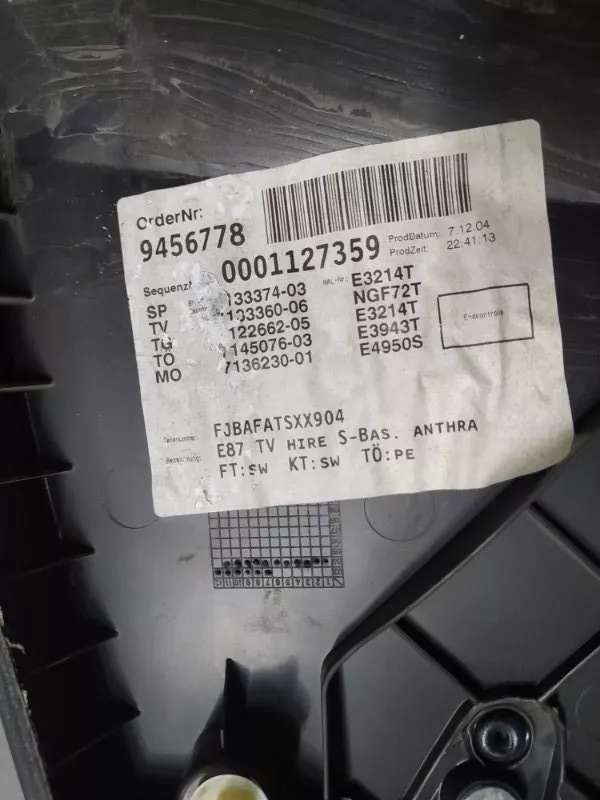 OrderNr:
9456778
ProdDatum: 7.12.04
ProdZeit: 22:41:13
0001127359
SP 133374-03 E3214T
TV 133360-06 NGF72T
TG 122662-05 E3214T
TÖ 145076-03 E3943T
MO 7136230-01 E4950S
Endkontrolle
FJBAFATSXX904
Bezeichnung: E87 TV HIRE S-BAS. ANTHRA
FT:SW KT:SW TÖ:PE